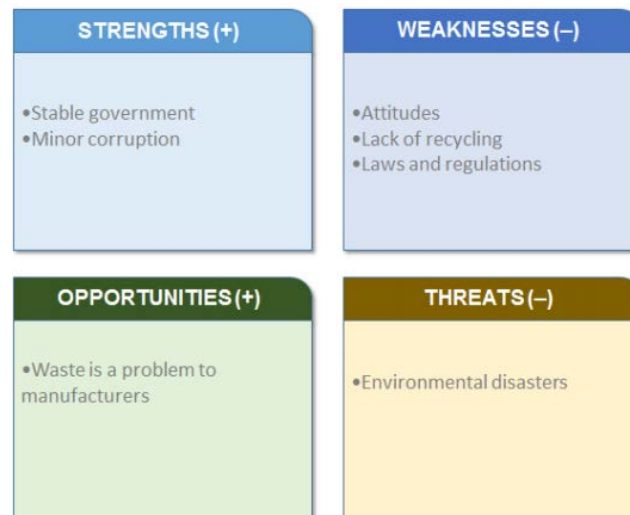 STRENGTHS (+)
•Stable government
•Minor corruption
WEAKNESSES (–)
•Attitudes
•Lack of recycling
•Laws and regulations
OPPORTUNITIES (+)
•Waste is a problem to
manufacturers
THREATS (–)
•Environmental disasters